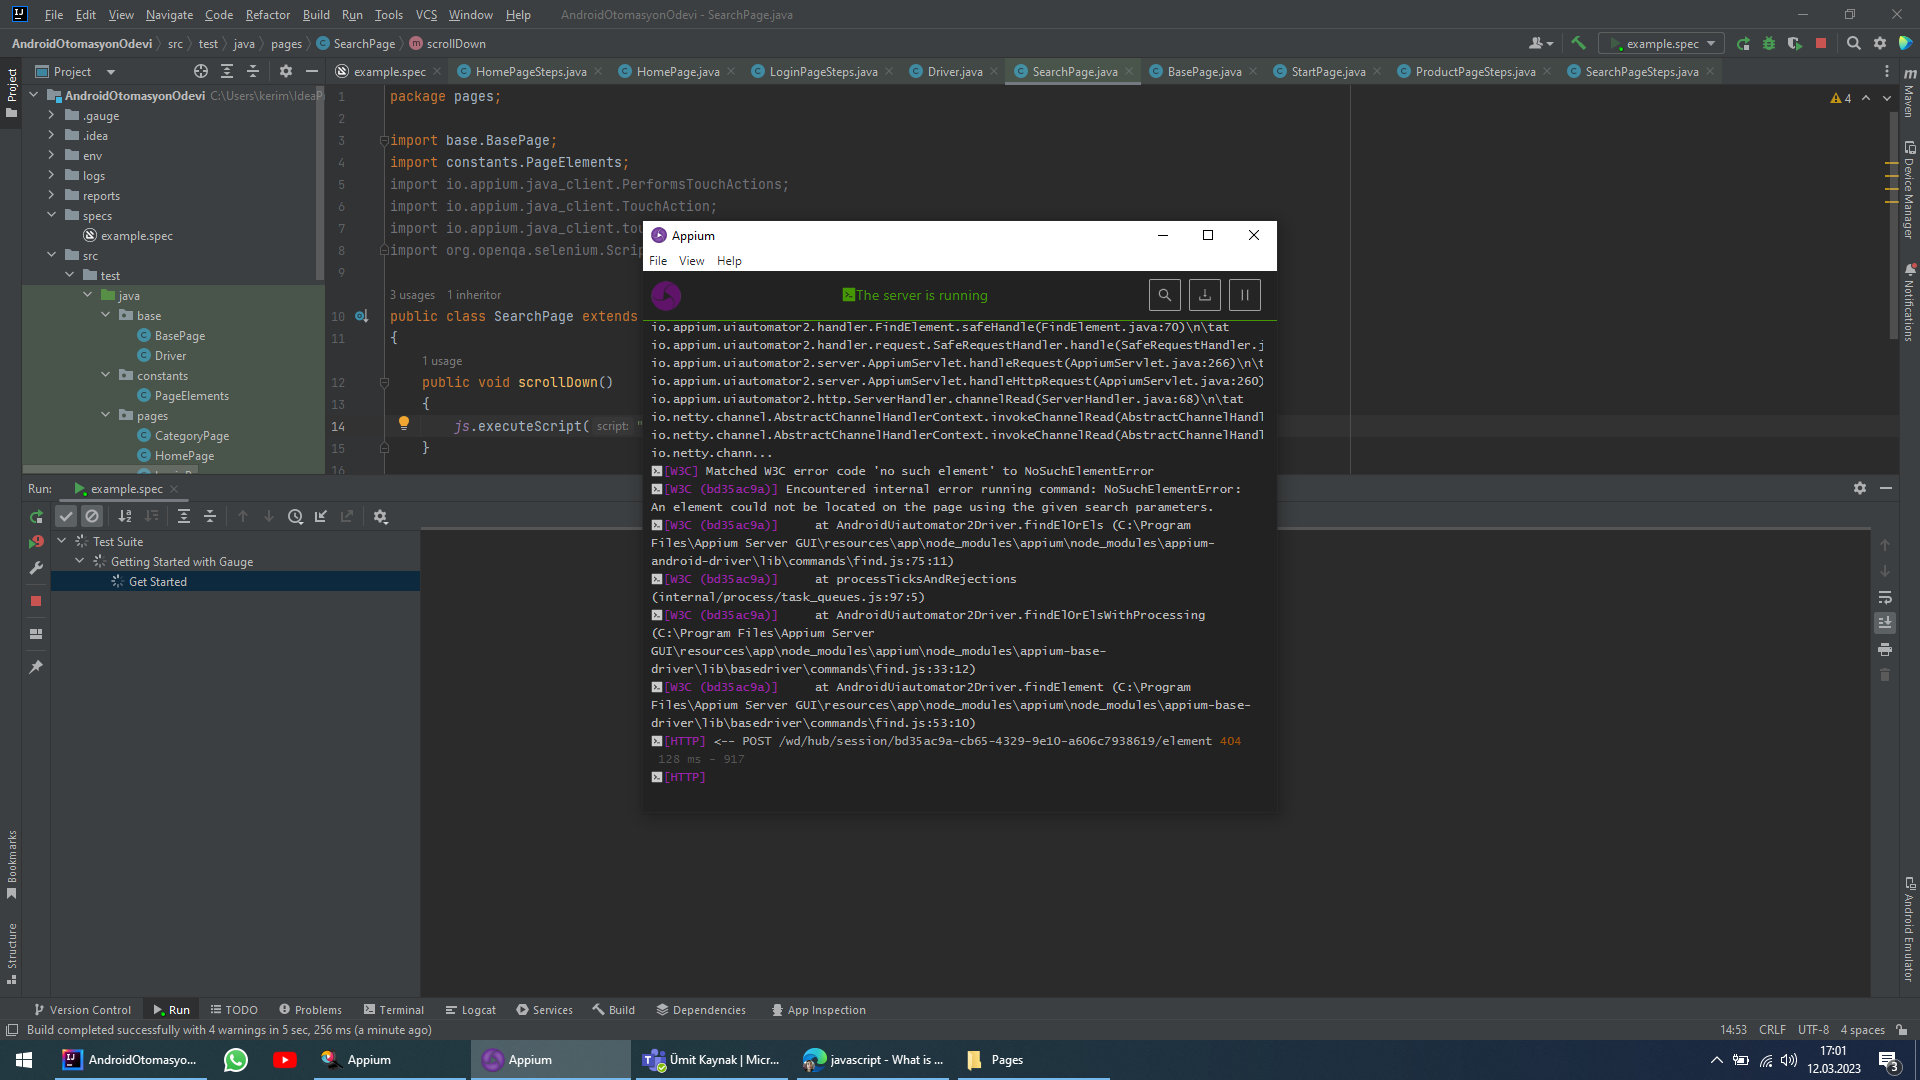 File Edit View Navigate Code Refactor Build Run Tools VCS Window Help AndroidOtomasyonOdevi - SearchPage.java
AndroidOtomasyonOdevi src test java pages SearchPage scrollDown
example.spec
Project
example.spec HomePageSteps.java HomePage.java LoginPageSteps.java Driver.java SearchPage.java BasePage.java StartPage.java ProductPageSteps.java SearchPageSteps.java
AndroidOtomasyonOdevi C:\Users\kerim\IdeaP
.gauge
.idea
env
logs
reports
specs
example.spec
src
test
java
base
BasePage
Driver
constants
PageElements
pages
CategoryPage
HomePage
1 package pages;
2
3 import base.BasePage;
4 import constants.PageElements;
5 import io.appium.java_client.PerformsTouchActions;
6 import io.appium.java_client.TouchAction;
7 import io.appium.java_client.tou
8 import org.openqa.selenium.Scrip
9
3 usages 1 inheritor
10 public class SearchPage extends
11 {
1 usage
12 public void scrollDown()
13 {
14 js.executeScript( script: "
15 }
16
4
Appium
File View Help
The server is running
io.appium.uiautomator2.handler.FindElement.safeHandle(FindElement.java:70)\n\tat
io.appium.uiautomator2.handler.request.SafeRequestHandler.handle(SafeRequestHandler.j
io.appium.uiautomator2.server.AppiumServlet.handleRequest(AppiumServlet.java:266)\n\t
io.appium.uiautomator2.server.AppiumServlet.handleHttpRequest(AppiumServlet.java:260)
io.appium.uiautomator2.http.ServerHandler.channelRead(ServerHandler.java:68)\n\tat
io.netty.channel.AbstractChannelHandlerContext.invokeChannelRead(AbstractChannelHandl
io.netty.channel.AbstractChannelHandlerContext.invokeChannelRead(AbstractChannelHandl
io.netty.chann...
[W3C] Matched W3C error code 'no such element' to NoSuchElementError
[W3C (bd35ac9a)] Encountered internal error running command: NoSuchElementError:
An element could not be located on the page using the given search parameters.
[W3C (bd35ac9a)] at AndroidUiautomator2Driver.findElOrEls (C:\Program
Files\Appium Server GUI\resources\app\node_modules\appium\node_modules\appium-
android-driver\lib\commands\find.js:75:11)
[W3C (bd35ac9a)] at processTicksAndRejections
(internal/process/task_queues.js:97:5)
[W3C (bd35ac9a)] at AndroidUiautomator2Driver.findElOrElsWithProcessing
(C:\Program Files\Appium Server
GUI\resources\app\node_modules\appium\node_modules\appium-base-
driver\lib\basedriver\commands\find.js:33:12)
[W3C (bd35ac9a)] at AndroidUiautomator2Driver.findElement (C:\Program
Files\Appium Server GUI\resources\app\node_modules\appium\node_modules\appium-base-
driver\lib\basedriver\commands\find.js:53:10)
[HTTP] <-- POST /wd/hub/session/bd35ac9a-cb65-4329-9e10-a606c7938619/element 404
128 ms - 917
[HTTP]
Run: example.spec
Test Suite
Getting Started with Gauge
Get Started
Project
Bookmarks
Structure
Maven
Device Manager
Notifications
Android Emulator
Version Control Run TODO Problems Terminal Logcat Services Build Dependencies App Inspection
Build completed successfully with 4 warnings in 5 sec, 256 ms (a minute ago)
14:53 CRLF UTF-8 4 spaces
AndroidOtomasyo... Appium Appium Ümit Kaynak | Micr... javascript - What is ... Pages
17:01
12.03.2023
3